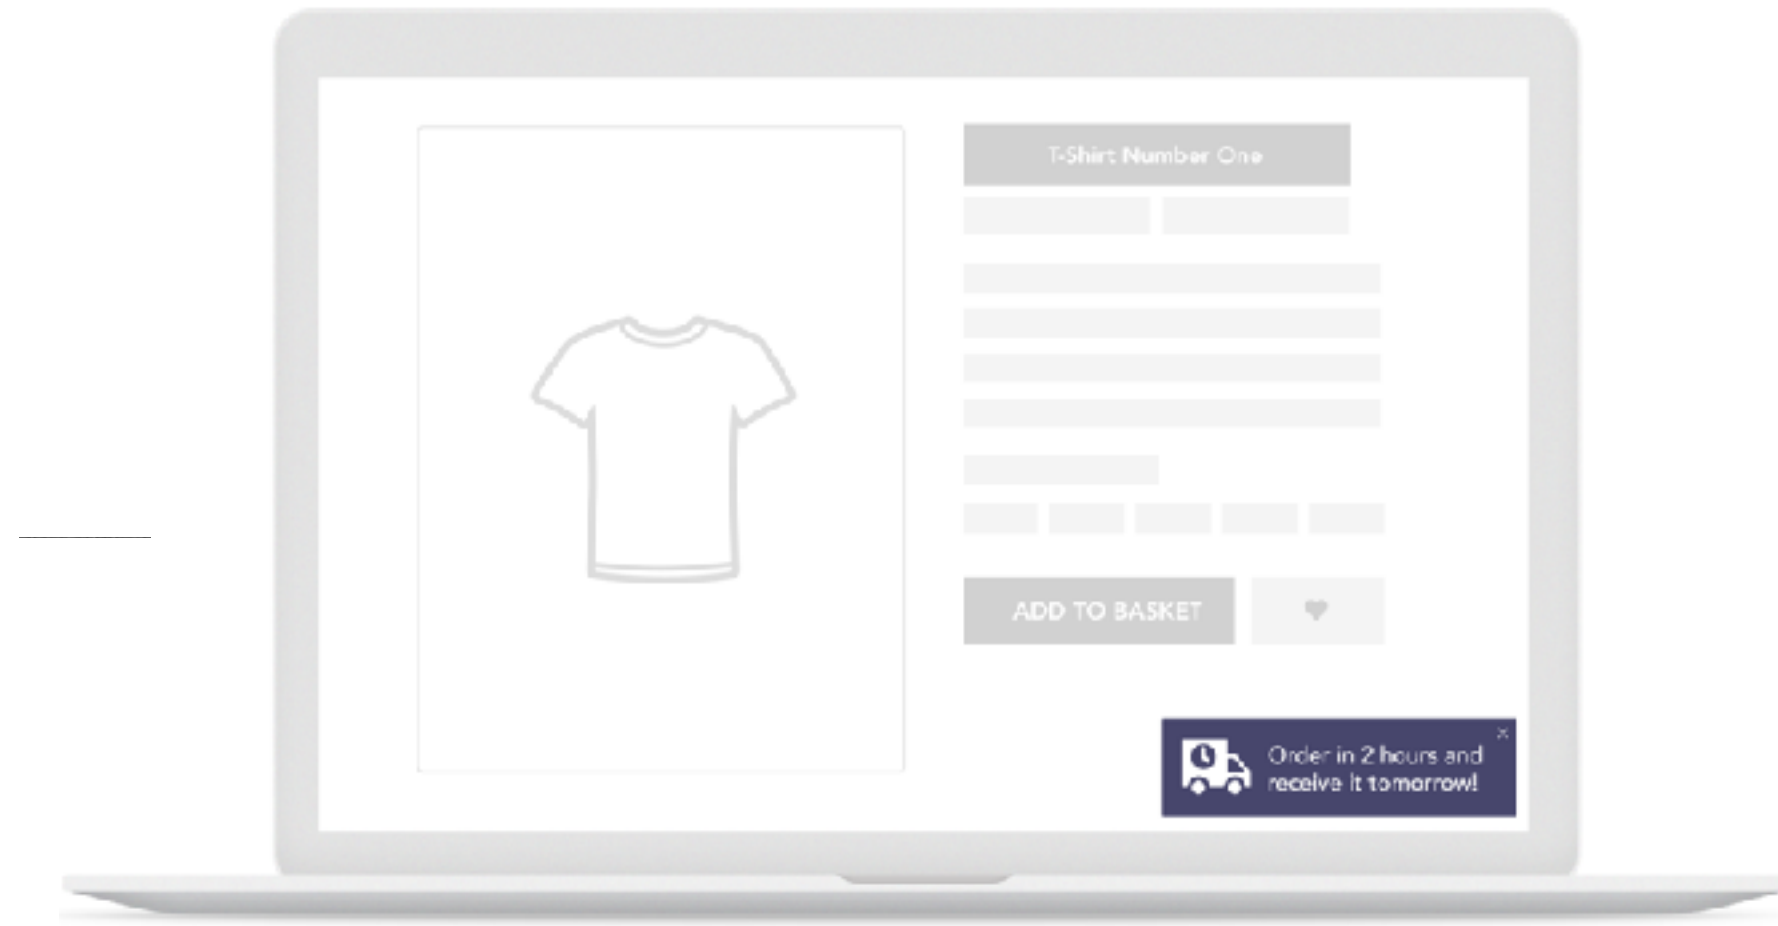 T-Shirt Number One
ADD TO BASKET
Order in 2 hours and
receive it tomorrow!